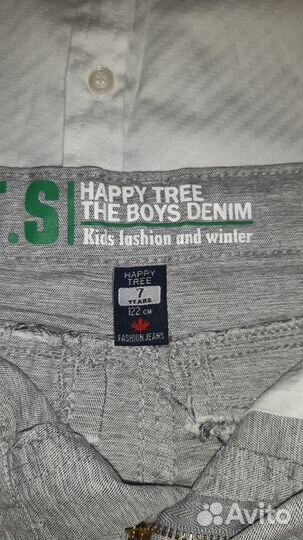 .S
HAPPY TREE
THE BOYS DENIM
Kids fashion and winter
HAPPY
TREE
7
YEARS
122 CM
FASHION JEANS
Avito